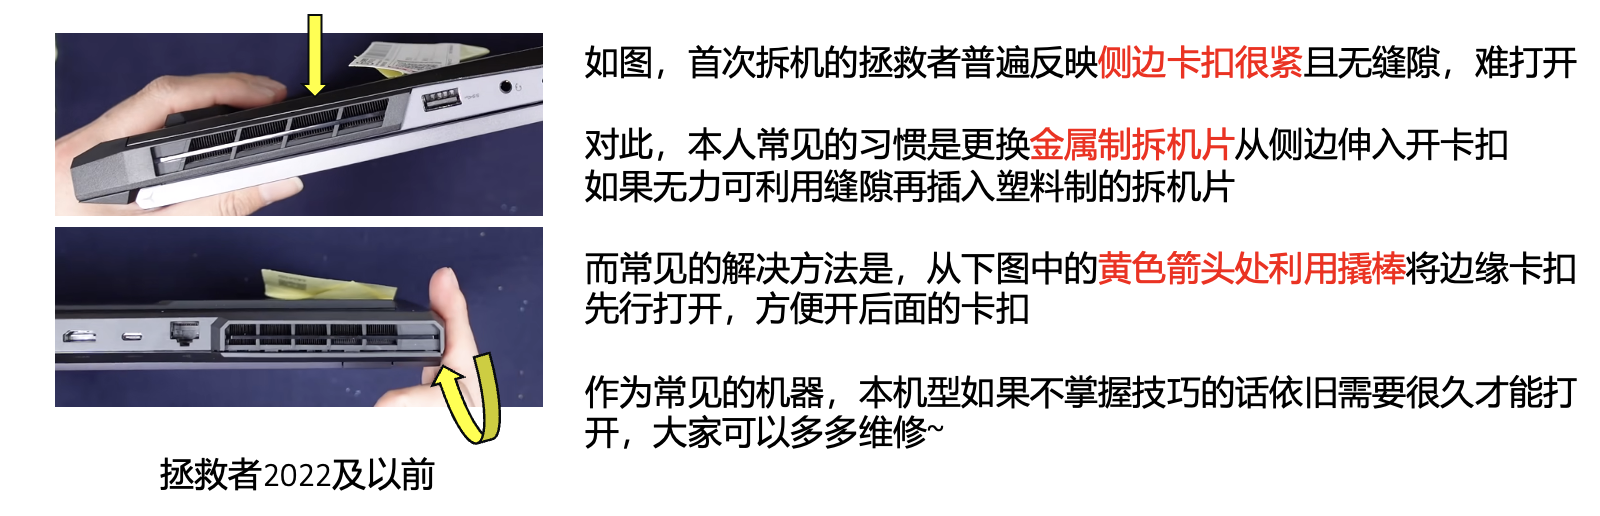 如图，首次拆机的拯救者普遍反映侧边卡扣很紧且无缝隙，难打开
对此，本人常见的习惯是更换金属制拆机片从侧边伸入开卡扣
如果无力可利用缝隙再插入塑料制的拆机片
而常见的解决方法是，从下图中的黄色箭头处利用撬棒将边缘卡扣
先行打开，方便开后面的卡扣
作为常见的机器，本机型如果不掌握技巧的话依旧需要很久才能打
开，大家可以多多维修~
拯救者2022及以前